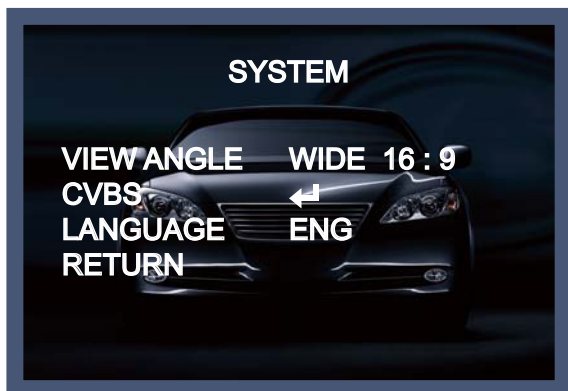 SYSTEM
VIEW ANGLE WIDE 16 : 9
CVBS ↵
LANGUAGE ENG
RETURN